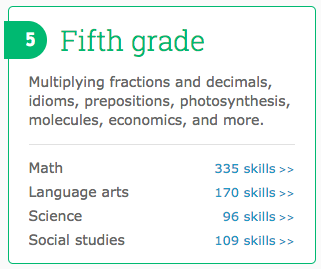 5 Fifth grade
Multiplying fractions and decimals,
idioms, prepositions, photosynthesis,
molecules, economics, and more.
Math 335 skills >>
Language arts 170 skills >>
Science 96 skills >>
Social studies 109 skills >>